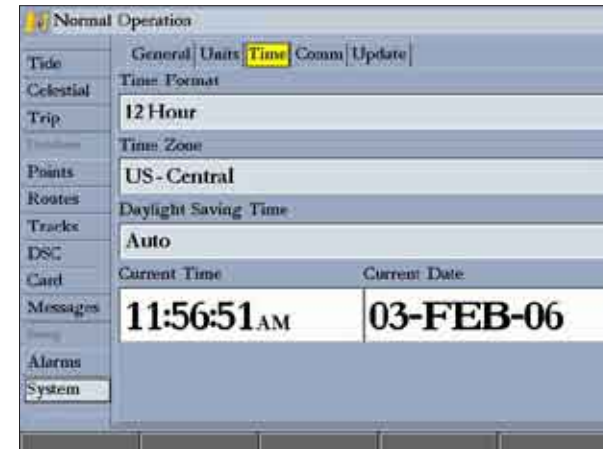 Normal Operation
General Units Time Comm Update
Tide
Celestial
Trip
Points
Routes
Tracks
DSC
Card
Messages
Alarms
System
Time Format
12 Hour
Time Zone
US - Central
Daylight Saving Time
Auto
Current Time Current Date
11:56:51 AM 03-FEB-06